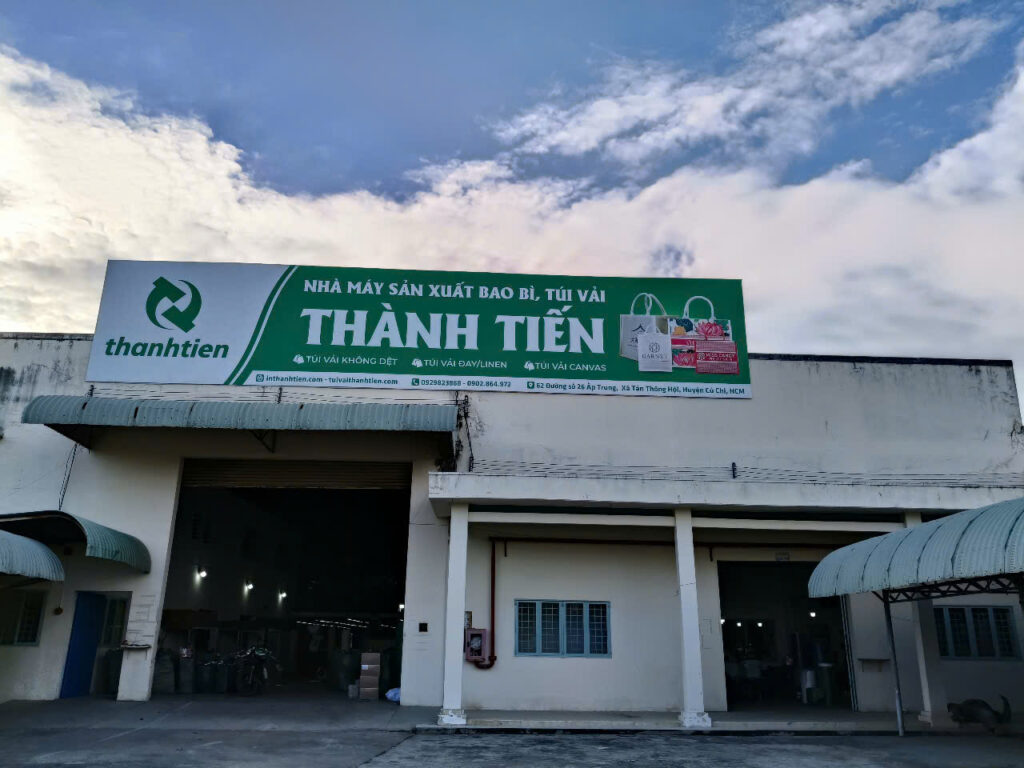 thanhtien
NHÀ MÁY SẢN XUẤT BAO BÌ, TÚI VẢI
THÀNH TIẾN
TÚI VẢI KHÔNG DỆT TÚI VẢI ĐAY/LINEN TÚI VẢI CANVAS
inthanhtien.com - tuivaithanhtien.com 0929823868 - 0902.864.972 62 Đường số 26 Ấp Trung, Xã Tân Thông Hội, Huyện Củ Chi, HCM